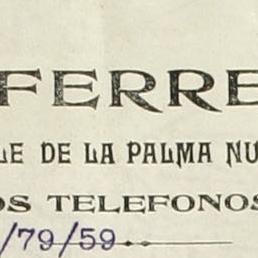 FERRE
LE DE LA PALMA NU
OS TELEFONOS
/79/59